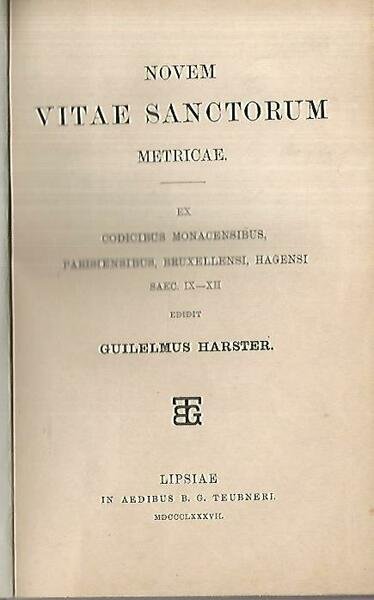 NOVEM
VITAE SANCTORUM
METRICAE.
EX
CODICIBUS MONACENSIBUS,
PARISIENSIBUS, BRUXELLENSI, HAGENSI
SAEC. IX—XII
EDIDIT
GUILELMUS HARSTER.
BTG
LIPSIAE
IN AEDIBUS B. G. TEUBNERI.
MDCCCLXXXVII.